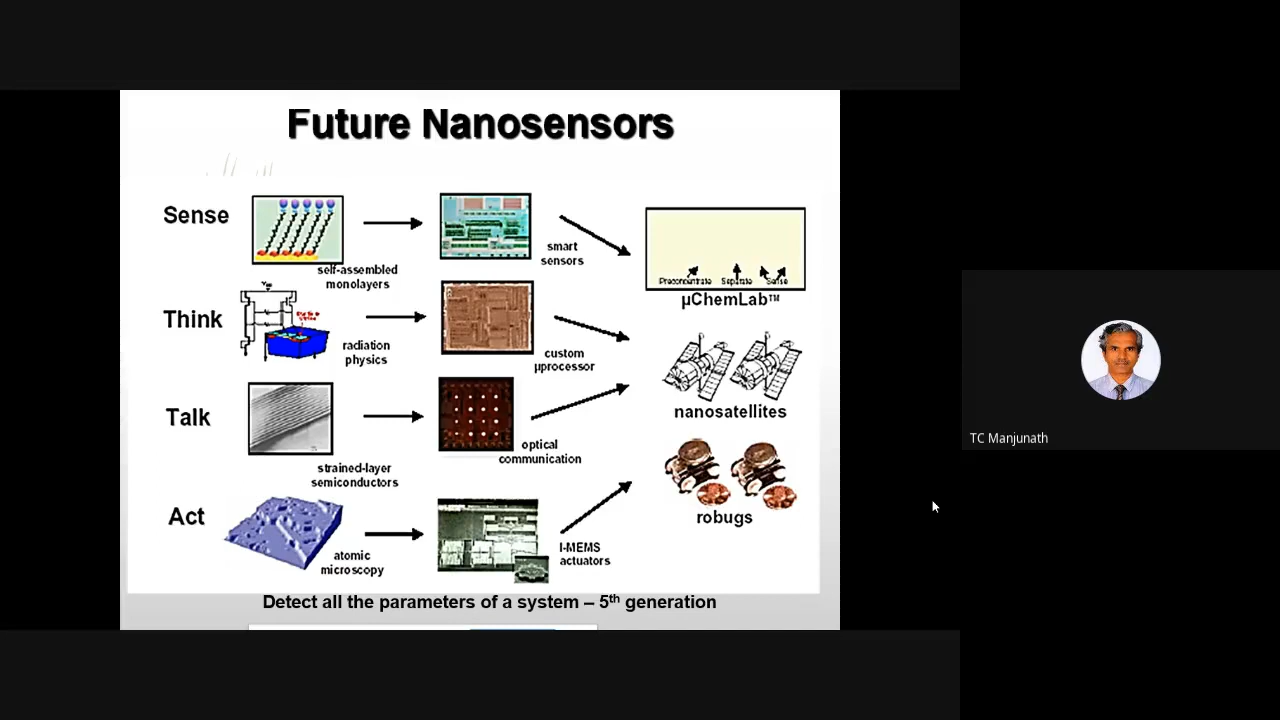 Future Nanosensors
Sense
self-assembled
monolayers
smart
sensors
Preconcentrate Separate Sense
µChemLab™
Think
radiation
physics
custom
µprocessor
nanosatellites
Talk
strained-layer
semiconductors
optical
communication
robugs
Act
atomic
microscopy
I-MEMS
actuators
Detect all the parameters of a system – 5th generation
TC Manjunath